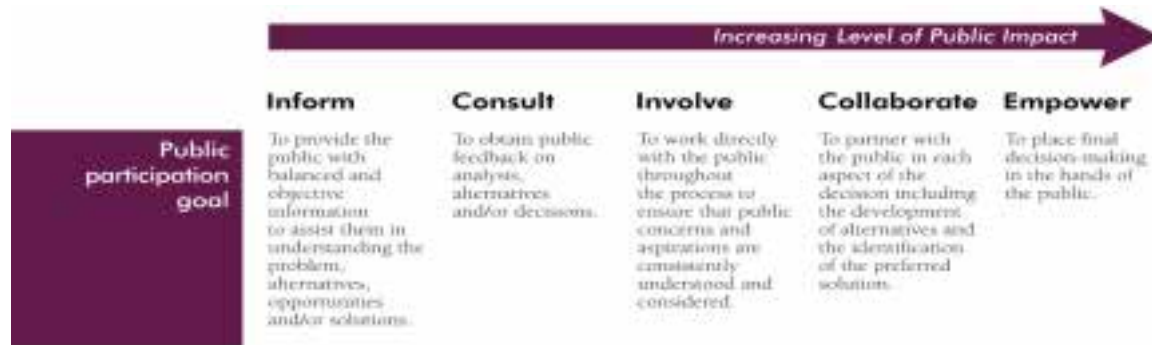 Increasing Level of Public Impact
Public
participation
goal
Inform
To provide the
public with
balanced and
objective
information
to assist them in
understanding the
problem,
alternatives,
opportunities
and/or solutions.
Consult
To obtain public
feedback on
analysis,
alternatives
and/or decisions.
Involve
To work directly
with the public
throughout
the process to
ensure that public
concerns and
aspirations are
consistently
understood and
considered.
Collaborate
To partner with
the public in each
aspect of the
decision including
the development
of alternatives and
the identification
of the preferred
solution.
Empower
To place final
decision-making
in the hands of
the public.